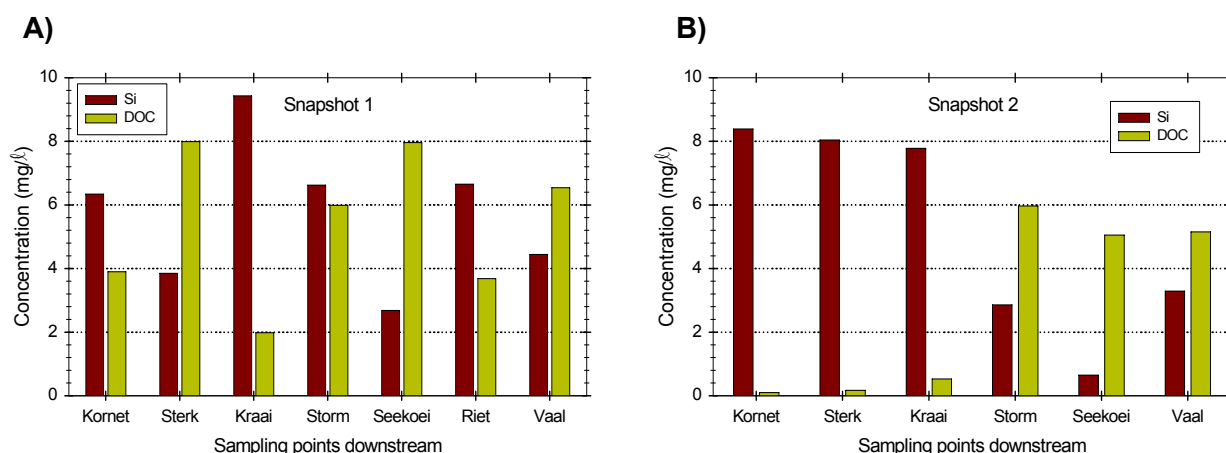 A)
Snapshot 1
Si
DOC
Concentration (mg/ℓ)
10
8
6
4
2
0
Kornet Sterk Kraai Storm Seekoei Riet Vaal
Sampling points downstream
B)
Snapshot 2
Si
DOC
Concentration (mg/ℓ)
10
8
6
4
2
0
Kornet Sterk Kraai Storm Seekoei Vaal
Sampling points downstream